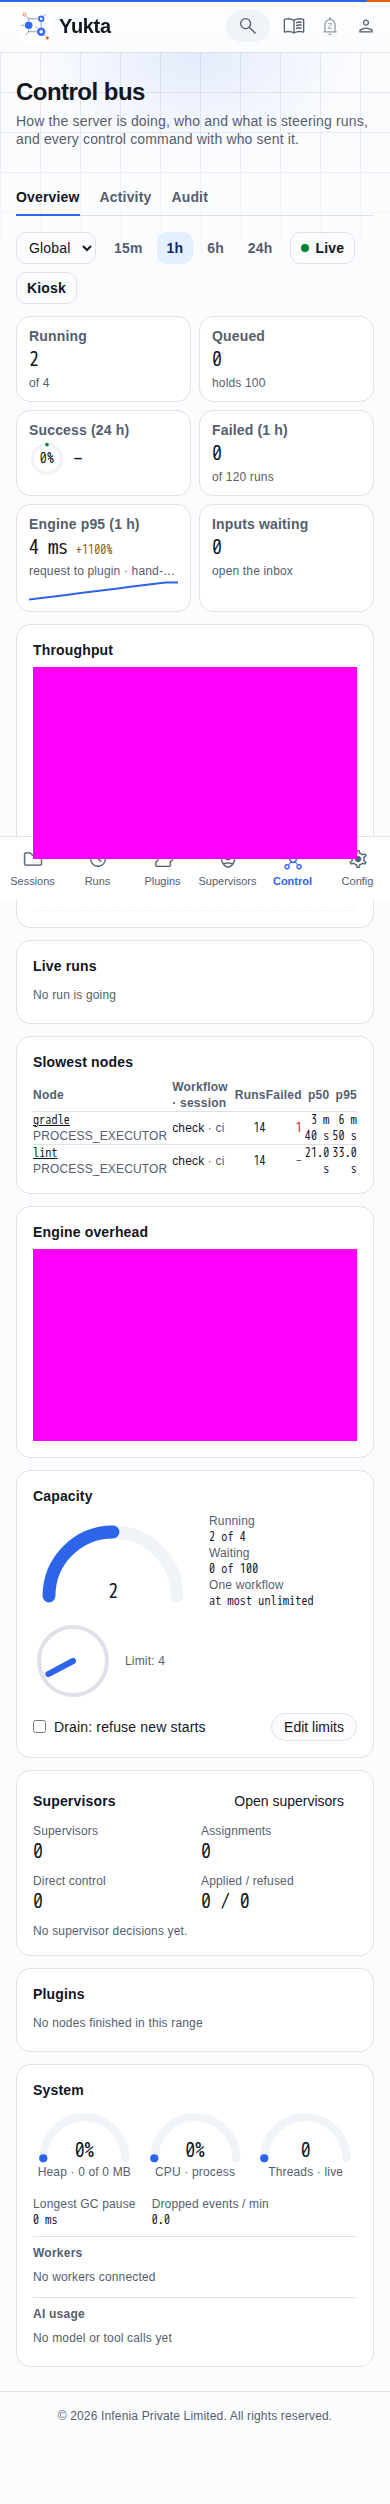 Yukta
Control bus
How the server is doing, who and what is steering runs,
and every control command with who sent it.
Overview Activity Audit
Global 15m 1h 6h 24h Live
Kiosk
Running
2
of 4
Queued
0
holds 100
Success (24 h)
0% –
Failed (1 h)
0
of 120 runs
Engine p95 (1 h)
4 ms +1100%
request to plugin · hand-...
Inputs waiting
0
open the inbox
Throughput
Sessions Runs Plugins Supervisors Control Config
Live runs
No run is going
Slowest nodes
Node Workflow · session Runs Failed p50 p95
gradle
PROCESS_EXECUTOR check · ci 14 1 3 m 40 s 6 m 50 s
lint
PROCESS_EXECUTOR check · ci 14 – 21.0 s 33.0 s
Engine overhead
Capacity
2
Running
2 of 4
Waiting
0 of 100
One workflow
at most unlimited
Limit: 4
Drain: refuse new starts Edit limits
Supervisors Open supervisors
Supervisors
0
Assignments
0
Direct control
0
Applied / refused
0 / 0
No supervisor decisions yet.
Plugins
No nodes finished in this range
System
0% 0% 0
Heap · 0 of 0 MB CPU · process Threads · live
Longest GC pause
0 ms
Dropped events / min
0.0
Workers
No workers connected
AI usage
No model or tool calls yet
© 2026 Infenia Private Limited. All rights reserved.